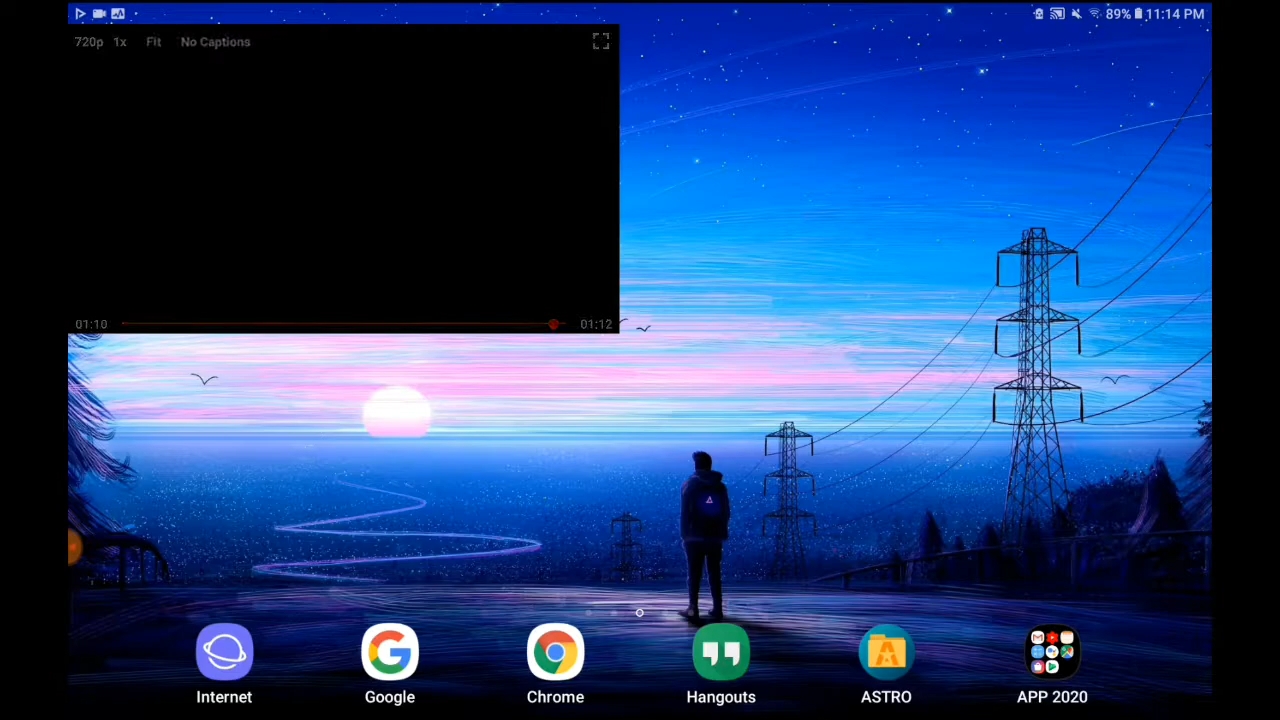 89% 11:14 PM
720p 1x Fit No Captions
01:10 01:12
Internet Google Chrome Hangouts ASTRO APP 2020